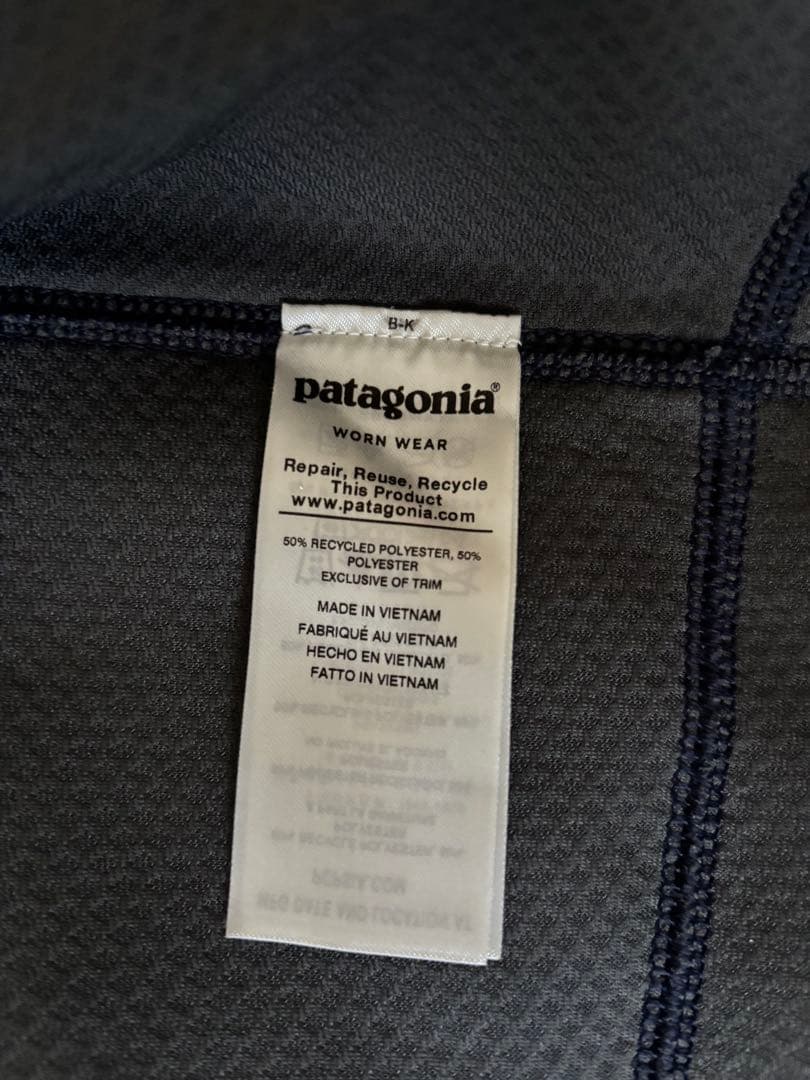 B-K
patagonia®
WORN WEAR
Repair, Reuse, Recycle
This Product
www.patagonia.com
50% RECYCLED POLYESTER, 50%
POLYESTER
EXCLUSIVE OF TRIM
MADE IN VIETNAM
FABRIQUÉ AU VIETNAM
HECHO EN VIETNAM
FATTO IN VIETNAM